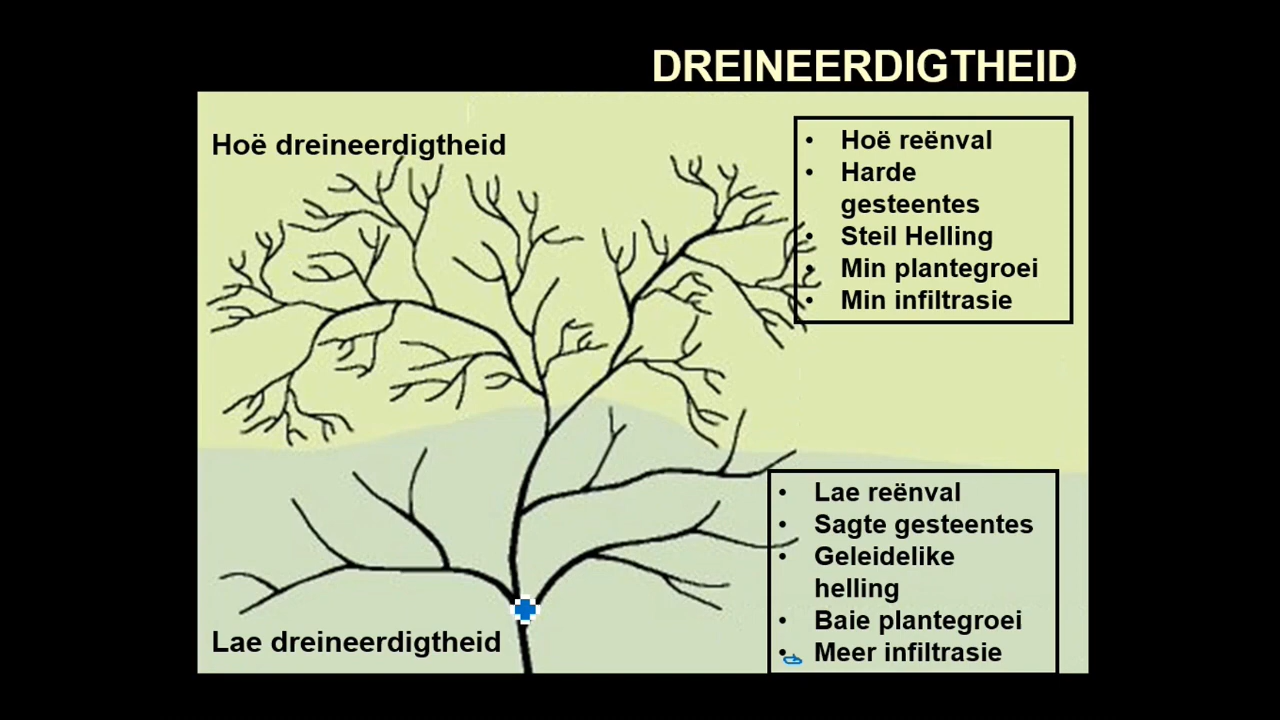 DREINEERDIGTHEID
Hoë dreineerdigtheid
• Hoë reënval
• Harde
gesteentes
• Steil Helling
• Min plantegroei
• Min infiltrasie
• Lae reënval
• Sagte gesteentes
• Geleidelike
helling
• Baie plantegroei
• Meer infiltrasie
Lae dreineerdigtheid